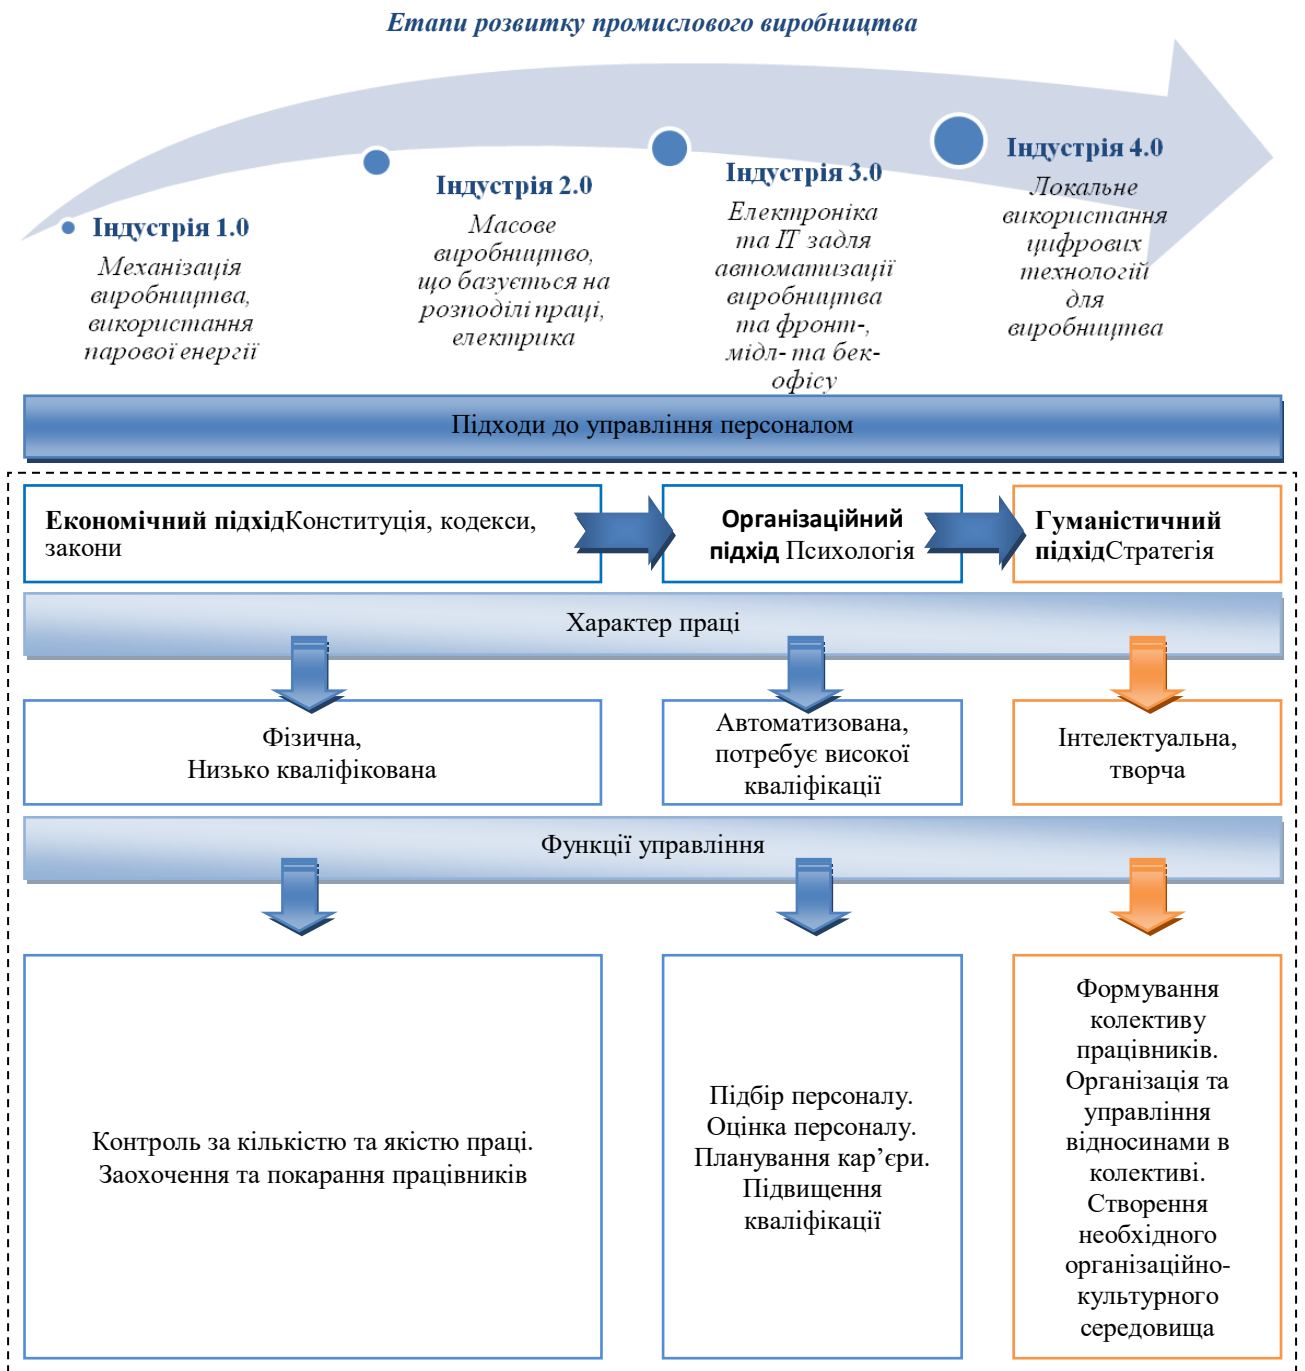 Етапи розвитку промислового виробництва
Індустрія 1.0
Механізація
виробництва,
використання
парової енергії
Індустрія 2.0
Масове
виробництво,
що базується на
розподілі праці,
електрика
Індустрія 3.0
Електроніка
та ІТ задля
автоматизації
виробництва
та фронт-,
мідл- та бек-
офісу
Індустрія 4.0
Локальне
використання
цифрових
технологій
для
виробництва
Підходи до управління персоналом
Економічний підхідКонституція, кодекси,
закони
Організаційний
підхід Психологія
Гуманістичний
підхідСтратегія
Характер праці
Фізична,
Низько кваліфікована
Автоматизована,
потребує високої
кваліфікації
Інтелектуальна,
творча
Функції управління
Контроль за кількістю та якістю праці.
Заохочення та покарання працівників
Підбір персоналу.
Оцінка персоналу.
Планування кар’єри.
Підвищення
кваліфікації
Формування
колективу
працівників.
Організація та
управління
відносинами в
колективі.
Створення
необхідного
організаційно-
культурного
середовища